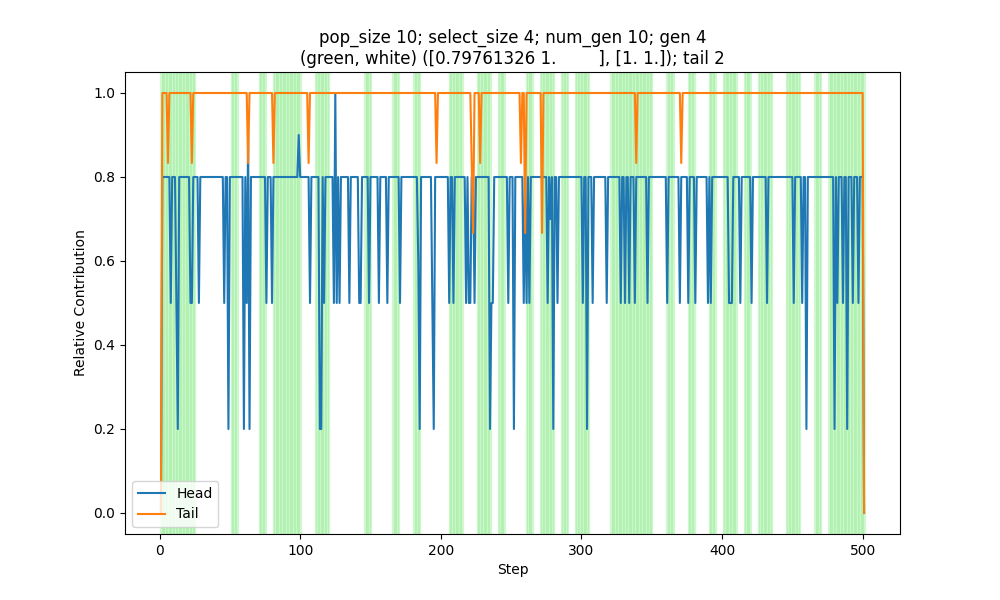 pop_size 10; select_size 4; num_gen 10; gen 4
(green, white) ([0.79761326 1.         ], [1. 1.]); tail 2
Relative Contribution
1.0
0.8
0.6
0.4
0.2
0.0
Head
Tail
0 100 200 300 400 500
Step